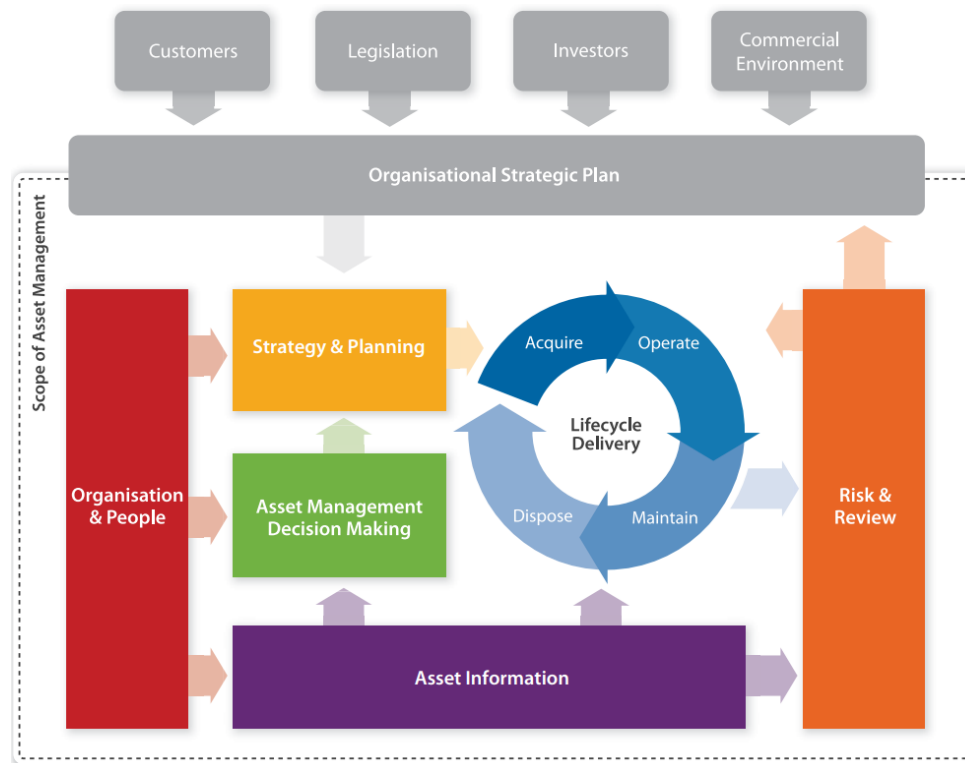 Customers
Legislation
Investors
Commercial
Environment
Organisational Strategic Plan
Scope of Asset Management
Strategy & Planning
Acquire
Operate
Lifecycle
Delivery
Organisation
& People
Asset Management
Decision Making
Dispose
Maintain
Risk &
Review
Asset Information